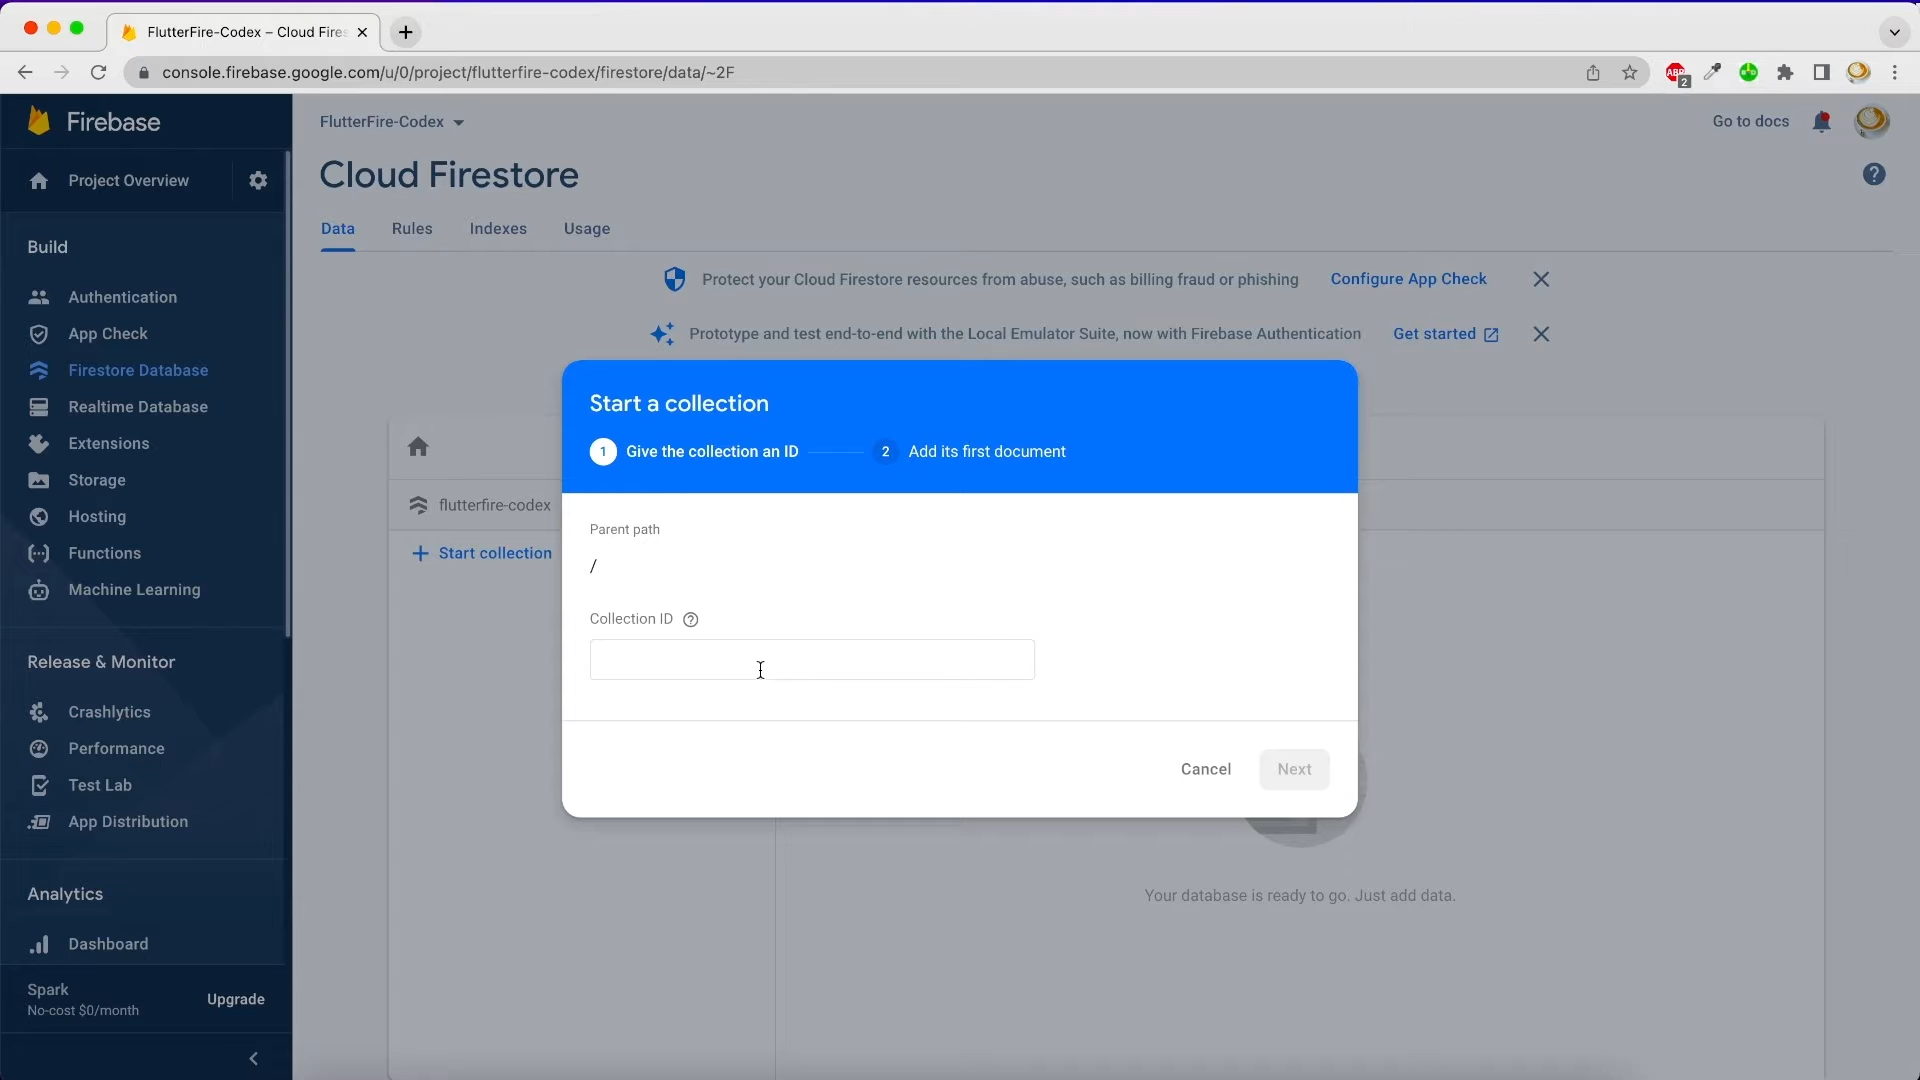 FlutterFire-Codex – Cloud Fires
console.firebase.google.com/u/0/project/flutterfire-codex/firestore/data/~2F
ABP
2
Firebase
FlutterFire-Codex
Go to docs
Project Overview
Cloud Firestore
Data Rules Indexes Usage
Build
Protect your Cloud Firestore resources from abuse, such as billing fraud or phishing Configure App Check
Prototype and test end-to-end with the Local Emulator Suite, now with Firebase Authentication Get started
Authentication
App Check
Firestore Database
Realtime Database
Extensions
Storage
Hosting
Functions
Machine Learning
Release & Monitor
Crashlytics
Performance
Test Lab
App Distribution
Analytics
Dashboard
Spark
No-cost $0/month
Upgrade
flutterfire-codex
Start collection
Start a collection
1 Give the collection an ID 2 Add its first document
Parent path
/
Collection ID
Cancel Next
Your database is ready to go. Just add data.